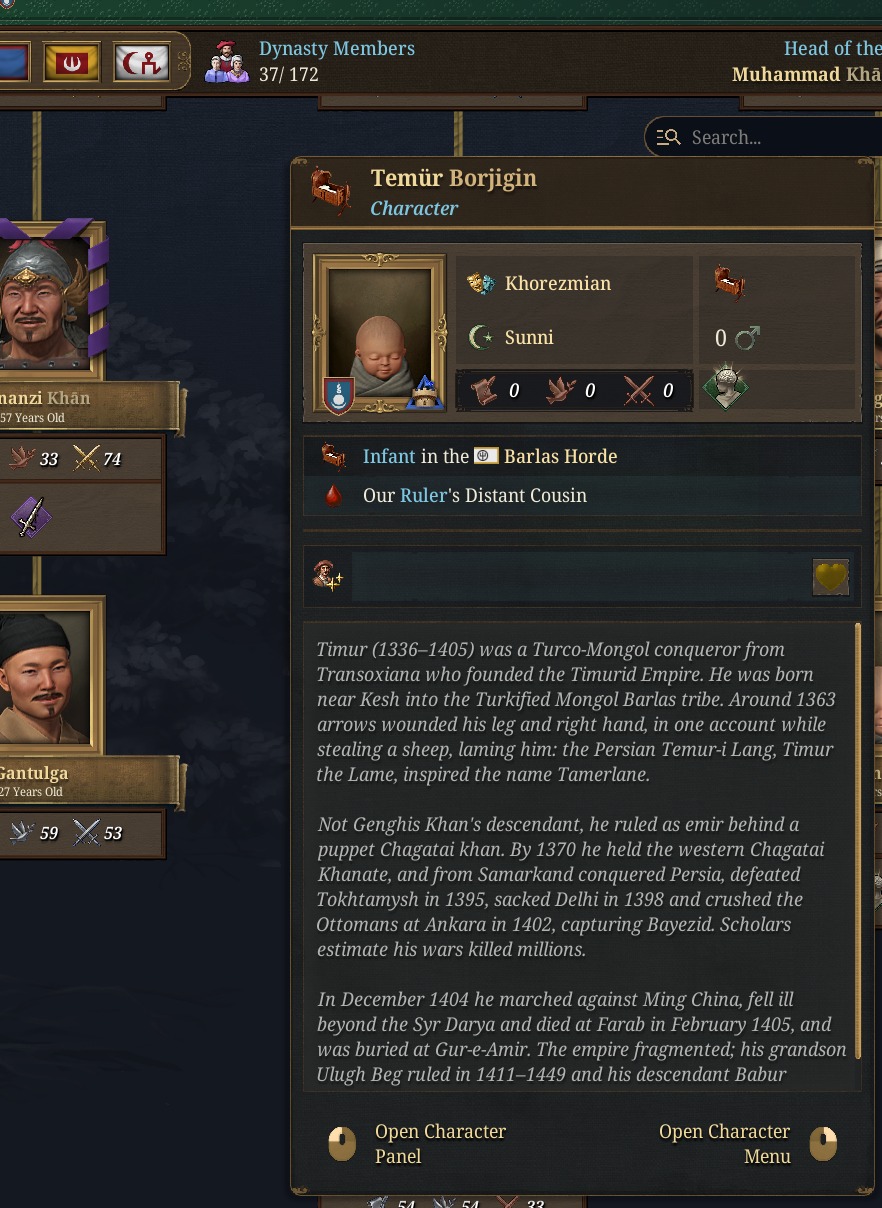 Dynasty Members
37/ 172
Head of the
Muhammad Khā
Search...
Temür Borjigin
Character
Khorezmian
Sunni
0
0 0 0
Infant in the Barlas Horde
Our Ruler's Distant Cousin
Timur (1336–1405) was a Turco-Mongol conqueror from
Transoxiana who founded the Timurid Empire. He was born
near Kesh into the Turkified Mongol Barlas tribe. Around 1363
arrows wounded his leg and right hand, in one account while
stealing a sheep, laming him: the Persian Temur-i Lang, Timur
the Lame, inspired the name Tamerlane.
Not Genghis Khan's descendant, he ruled as emir behind a
puppet Chagatai khan. By 1370 he held the western Chagatai
Khanate, and from Samarkand conquered Persia, defeated
Tokhtamysh in 1395, sacked Delhi in 1398 and crushed the
Ottomans at Ankara in 1402, capturing Bayezid. Scholars
estimate his wars killed millions.
In December 1404 he marched against Ming China, fell ill
beyond the Syr Darya and died at Farab in February 1405, and
was buried at Gur-e-Amir. The empire fragmented; his grandson
Ulugh Beg ruled in 1411–1449 and his descendant Babur
Open Character
Panel
Open Character
Menu
nanzi Khān
57 Years Old
33 74
Gantulga
27 Years Old
59 53
54 54 33